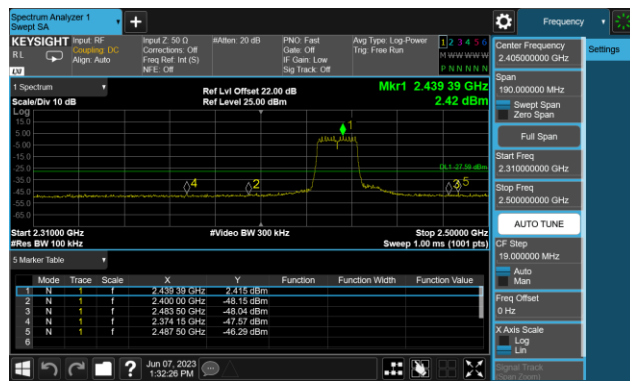 Spectrum Analyzer 1
Swept SA
+
Frequency
KEYSIGHT
R L
LXI
Input: RF
Coupling: DC
Align: Auto
Input Z: 50 Ω
Corrections: Off
Freq Ref: Int (S)
NFE: Off
#Atten: 20 dB
PNO: Fast
Gate: Off
IF Gain: Low
Sig Track: Off
Avg Type: Log-Power
Trig: Free Run
1 2 3 4 5 6
M W W W W W
P N N N N N
1 Spectrum
Scale/Div 10 dB
Ref Lvl Offset 22.00 dB
Ref Level 25.00 dBm
Mkr1 2.439 39 GHz
2.42 dBm
Log
15.0
5.00
-5.00
-15.0
-25.0
-35.0
-45.0
-55.0
-65.0
1
DL1 -27.59 dBm
4
2
3
5
Start 2.31000 GHz
#Res BW 100 kHz
#Video BW 300 kHz
Stop 2.50000 GHz
Sweep 1.00 ms (1001 pts)
5 Marker Table
Mode Trace Scale X Y Function Function Width Function Value
1 N 1 f 2.439 39 GHz 2.415 dBm
2 N 1 f 2.400 00 GHz -48.15 dBm
3 N 1 f 2.483 50 GHz -48.04 dBm
4 N 1 f 2.374 15 GHz -47.57 dBm
5 N 1 f 2.487 50 GHz -46.29 dBm
6
?
Jun 07, 2023
1:32:26 PM
Center Frequency
2.405000000 GHz
Settings
Span
190.000000 MHz
Swept Span
Zero Span
Full Span
Start Freq
2.310000000 GHz
Stop Freq
2.500000000 GHz
AUTO TUNE
CF Step
19.000000 MHz
Auto
Man
Freq Offset
0 Hz
X Axis Scale
Log
Lin
Signal Track
(Span Zoom)